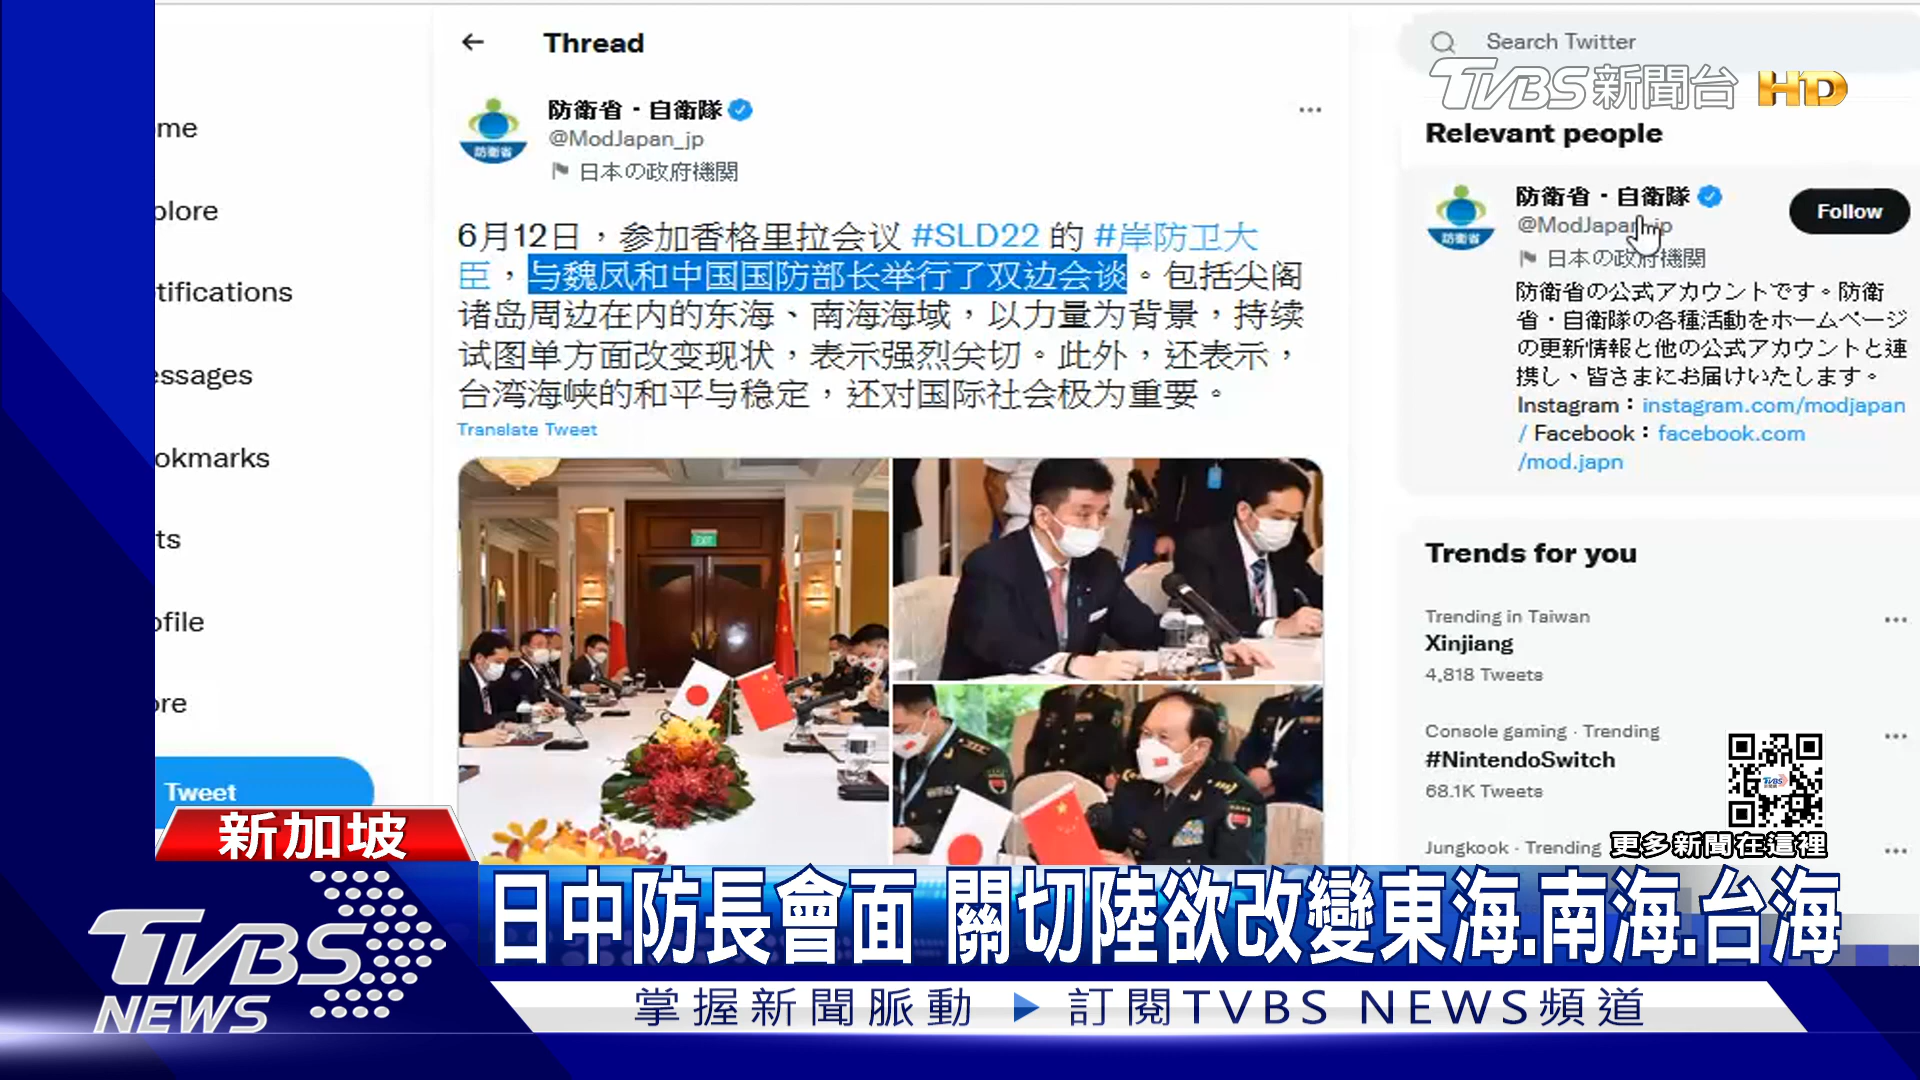 Thread
防衛省・自衛隊
@ModJapan_jp
日本の政府機関
6月12日，参加香格里拉会议 #SLD22 的 #岸防卫大
臣，与魏凤和中国国防部长举行了双边会谈。包括尖阁
诸岛周边在内的东海、南海海域，以力量为背景，持续
试图单方面改变现状，表示强烈关切。此外，还表示，
台湾海峡的和平与稳定，还对国际社会极为重要。
Translate Tweet
EXIT
ome
plore
tifications
essages
okmarks
ts
ofile
ore
Tweet
Search Twitter
TVBS新聞台 HD
Relevant people
防衛省・自衛隊
Follow
日本の政府機関
防衛省の公式アカウントです。防衛
省・自衛隊の各種活動をホームページ
の更新情報と他の公式アカウントと連
携し、皆さまにお届けいたします。
Instagram：instagram.com/modjapan
/ Facebook：facebook.com
/mod.japn
Trends for you
Trending in Taiwan
Xinjiang
4,818 Tweets
Console gaming · Trending
#NintendoSwitch
68.1K Tweets
Jungkook · Trending
更多新聞在這裡
新加坡
日中防長會面 關切陸欲改變東海.南海.台海
TVBS
NEWS
掌握新聞脈動 ▶ 訂閱TVBS NEWS頻道